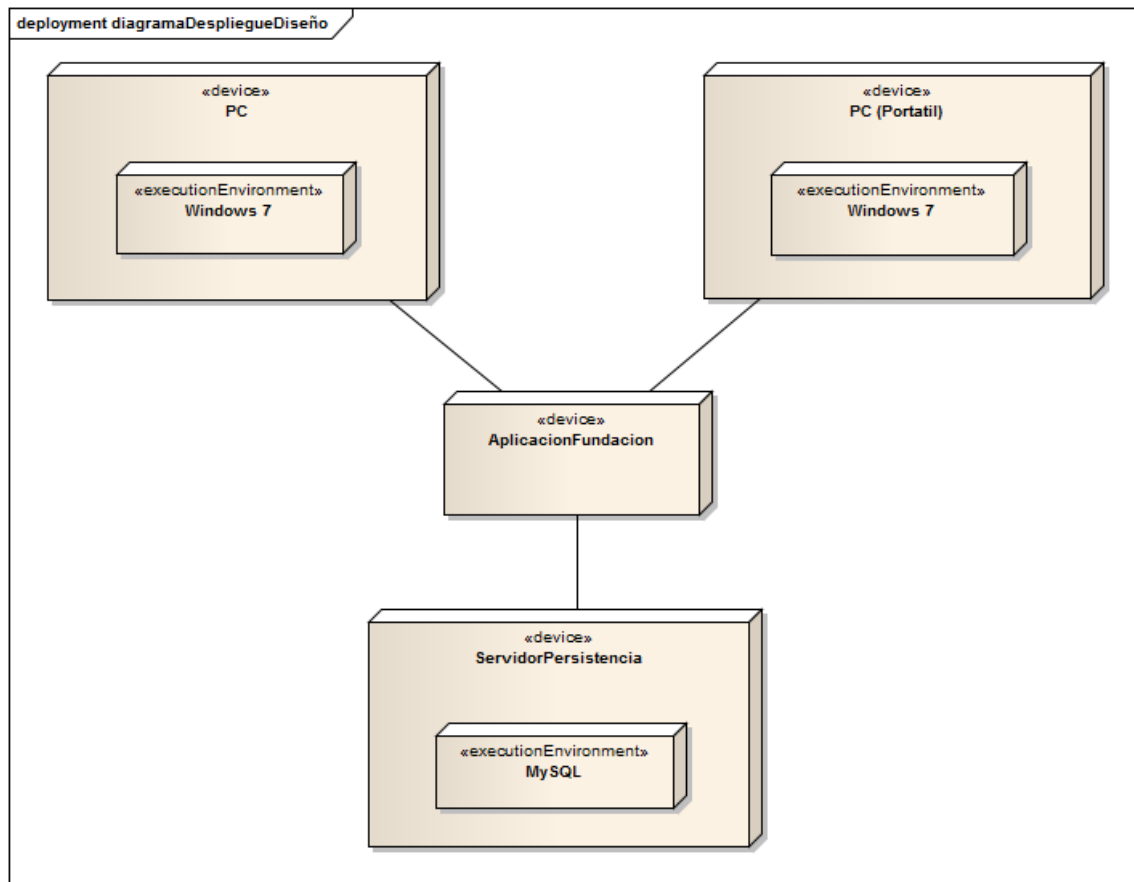 deployment diagramaDespliegueDiseño
«device»
PC
«executionEnvironment»
Windows 7
«device»
PC (Portatil)
«executionEnvironment»
Windows 7
«device»
AplicacionFundacion
«device»
ServidorPersistencia
«executionEnvironment»
MySQL